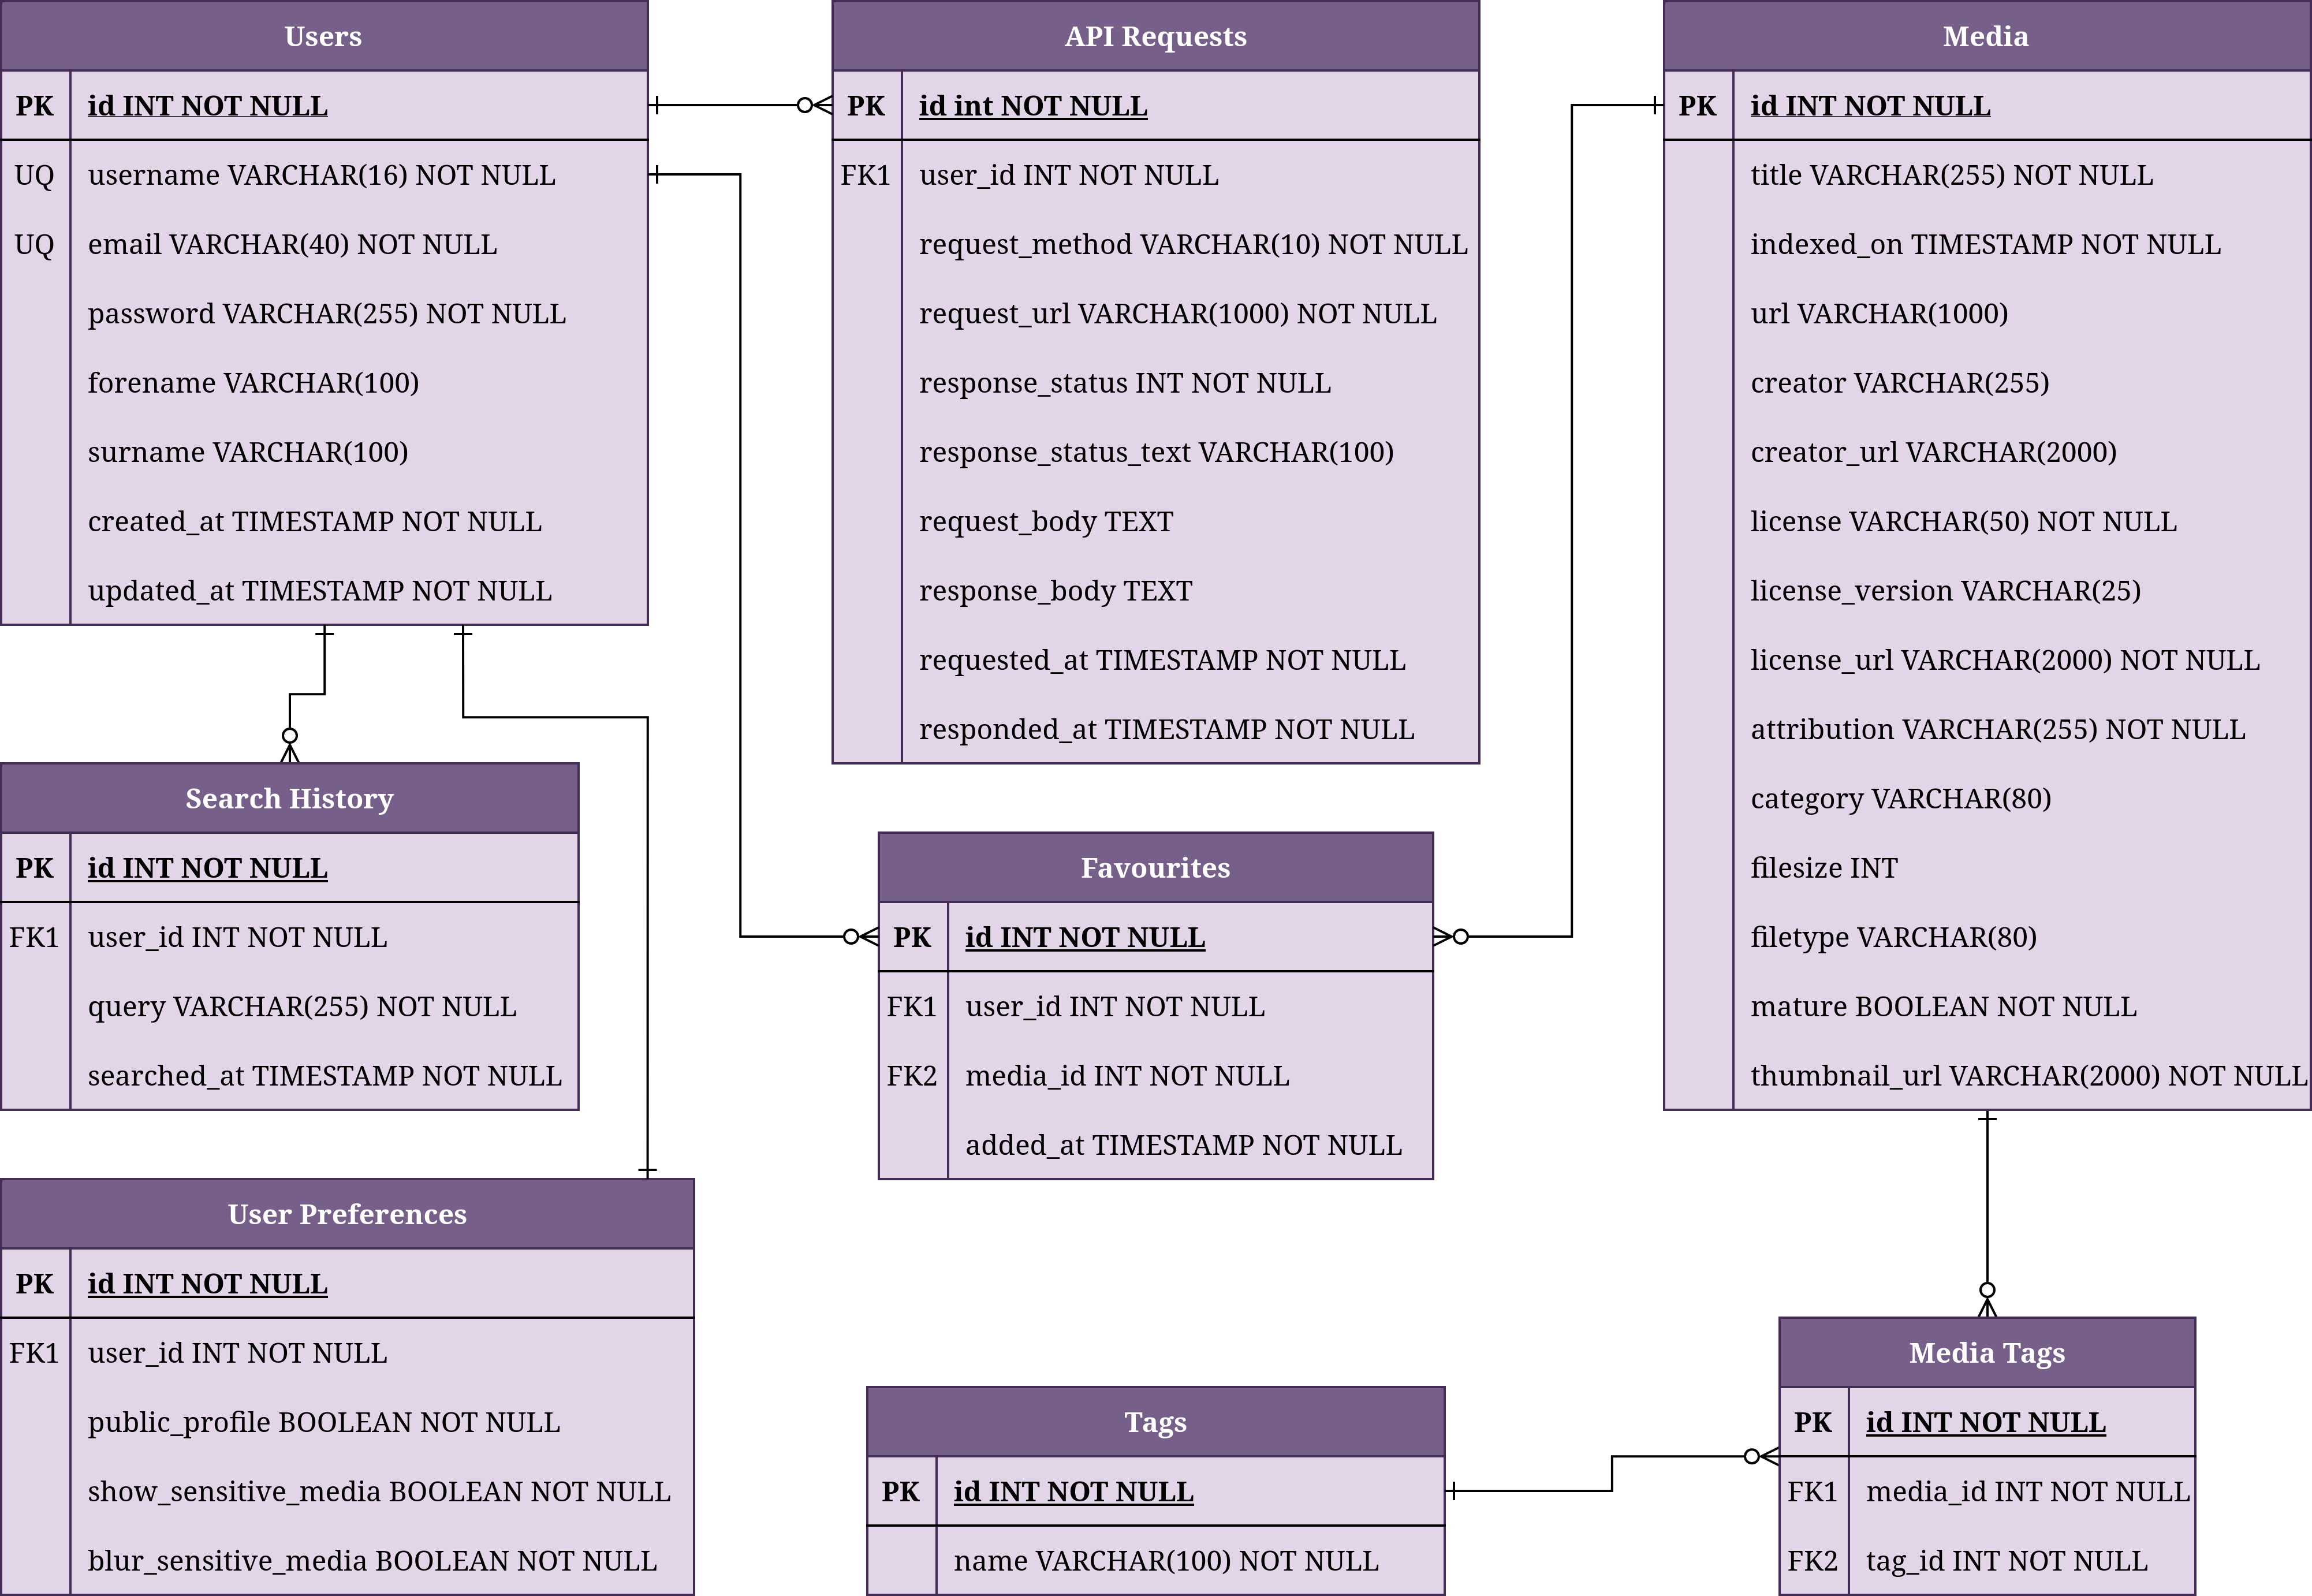 Users
PK id INT NOT NULL
UQ username VARCHAR(16) NOT NULL
UQ email VARCHAR(40) NOT NULL
password VARCHAR(255) NOT NULL
forename VARCHAR(100)
surname VARCHAR(100)
created_at TIMESTAMP NOT NULL
updated_at TIMESTAMP NOT NULL
API Requests
PK id int NOT NULL
FK1 user_id INT NOT NULL
request_method VARCHAR(10) NOT NULL
request_url VARCHAR(1000) NOT NULL
response_status INT NOT NULL
response_status_text VARCHAR(100)
request_body TEXT
response_body TEXT
requested_at TIMESTAMP NOT NULL
responded_at TIMESTAMP NOT NULL
Media
PK id INT NOT NULL
title VARCHAR(255) NOT NULL
indexed_on TIMESTAMP NOT NULL
url VARCHAR(1000)
creator VARCHAR(255)
creator_url VARCHAR(2000)
license VARCHAR(50) NOT NULL
license_version VARCHAR(25)
license_url VARCHAR(2000) NOT NULL
attribution VARCHAR(255) NOT NULL
category VARCHAR(80)
filesize INT
filetype VARCHAR(80)
mature BOOLEAN NOT NULL
thumbnail_url VARCHAR(2000) NOT NULL
Search History
PK id INT NOT NULL
FK1 user_id INT NOT NULL
query VARCHAR(255) NOT NULL
searched_at TIMESTAMP NOT NULL
Favourites
PK id INT NOT NULL
FK1 user_id INT NOT NULL
FK2 media_id INT NOT NULL
added_at TIMESTAMP NOT NULL
User Preferences
PK id INT NOT NULL
FK1 user_id INT NOT NULL
public_profile BOOLEAN NOT NULL
show_sensitive_media BOOLEAN NOT NULL
blur_sensitive_media BOOLEAN NOT NULL
Tags
PK id INT NOT NULL
name VARCHAR(100) NOT NULL
Media Tags
PK id INT NOT NULL
FK1 media_id INT NOT NULL
FK2 tag_id INT NOT NULL